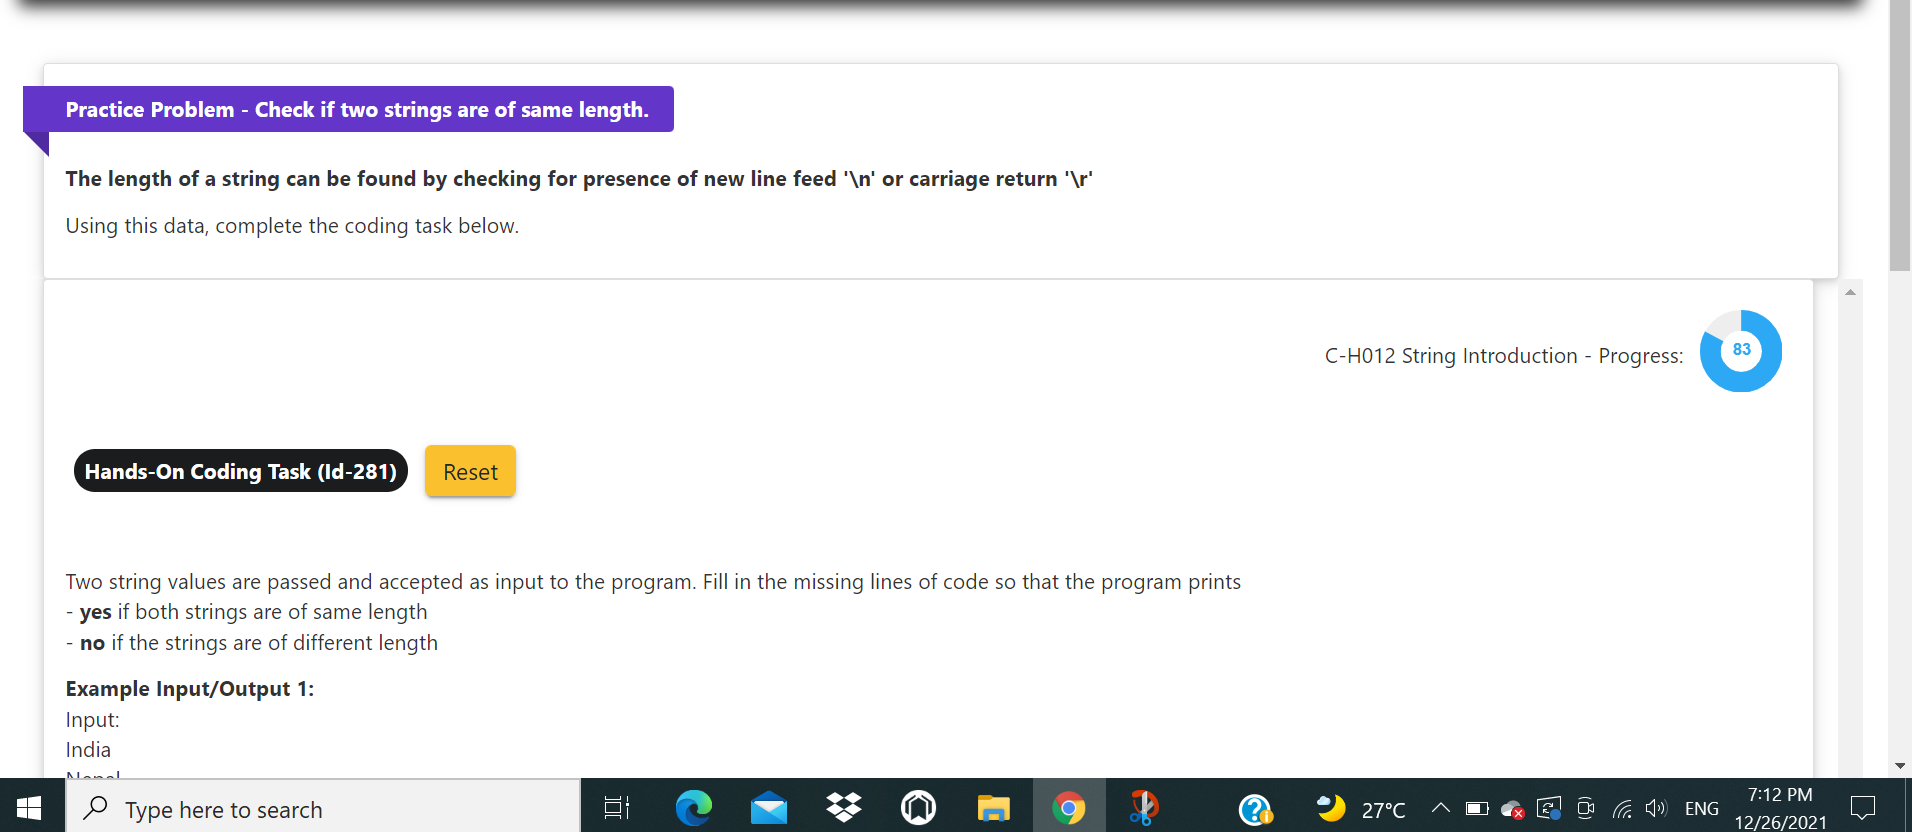 Practice Problem - Check if two strings are of same length.
The length of a string can be found by checking for presence of new line feed '\n' or carriage return '\r'
Using this data, complete the coding task below.
C-H012 String Introduction - Progress:
83
Hands-On Coding Task (Id-281)
Reset
Two string values are passed and accepted as input to the program. Fill in the missing lines of code so that the program prints
- yes if both strings are of same length
- no if the strings are of different length
Example Input/Output 1:
Input:
India
Type here to search
27°C
ENG
7:12 PM
12/26/2021